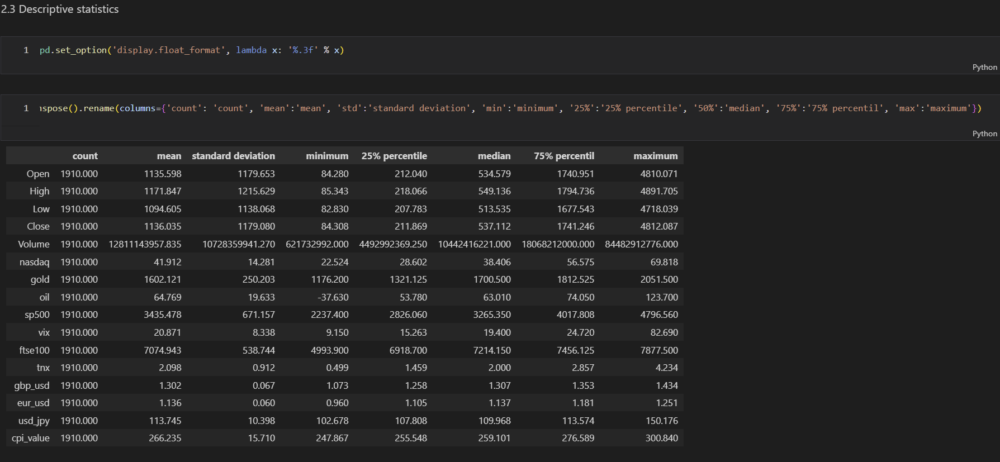 2.3 Descriptive statistics
1 pd.set_option('display.float_format', lambda x: '%.3f' % x)
Python
1 nspose().rename(columns={'count': 'count', 'mean':'mean', 'std':'standard deviation', 'min':'minimum', '25%':'25% percentile', '50%':'median', '75%':'75% percentil', 'max':'maximum'})
Python
count mean standard deviation minimum 25% percentile median 75% percentil maximum
Open 1910.000 1135.598 1179.653 84.280 212.040 534.579 1740.951 4810.071
High 1910.000 1171.847 1215.629 85.343 218.066 549.136 1794.736 4891.705
Low 1910.000 1094.605 1138.068 82.830 207.783 513.535 1677.543 4718.039
Close 1910.000 1136.035 1179.080 84.308 211.869 537.112 1741.246 4812.087
Volume 1910.000 12811143957.835 10728359941.270 621732992.000 4492992369.250 10442416221.000 18068212000.000 84482912776.000
nasdaq 1910.000 41.912 14.281 22.524 28.602 38.406 56.575 69.818
gold 1910.000 1602.121 250.203 1176.200 1321.125 1700.500 1812.525 2051.500
oil 1910.000 64.769 19.633 -37.630 53.780 63.010 74.050 123.700
sp500 1910.000 3435.478 671.157 2237.400 2826.060 3265.350 4017.808 4796.560
vix 1910.000 20.871 8.338 9.150 15.263 19.400 24.720 82.690
ftse100 1910.000 7074.943 538.744 4993.900 6918.700 7214.150 7456.125 7877.500
tnx 1910.000 2.098 0.912 0.499 1.459 2.000 2.857 4.234
gbp_usd 1910.000 1.302 0.067 1.073 1.258 1.307 1.353 1.434
eur_usd 1910.000 1.136 0.060 0.960 1.105 1.137 1.181 1.251
usd_jpy 1910.000 113.745 10.398 102.678 107.808 109.968 113.574 150.176
cpi_value 1910.000 266.235 15.710 247.867 255.548 259.101 276.589 300.840